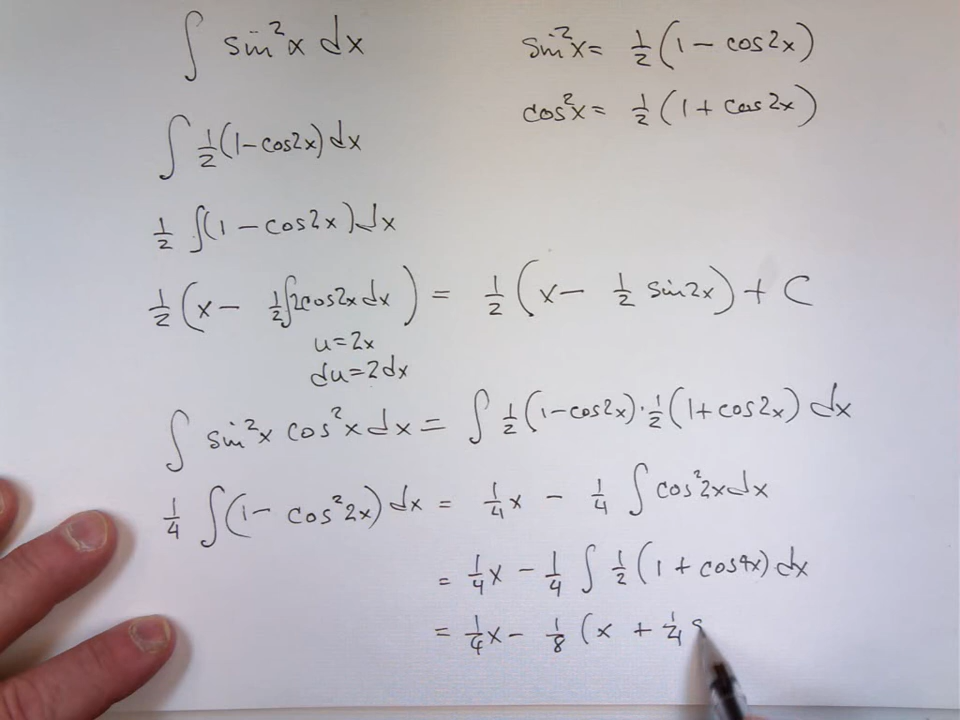 ∫ sin²x dx
sin²x = 1/2 (1 - cos2x)
cos²x = 1/2 (1 + cos2x)
∫ 1/2 (1 - cos2x) dx
1/2 ∫ (1 - cos2x) dx
1/2 (x - 1/2 ∫ 2cos2x dx) = 1/2 (x - 1/2 sin2x) + C
u = 2x
du = 2dx
∫ sin²x cos²x dx = ∫ 1/2 (1 - cos2x) · 1/2 (1 + cos2x) dx
1/4 ∫ (1 - cos²2x) dx = 1/4 x - 1/4 ∫ cos²2x dx
= 1/4 x - 1/4 ∫ 1/2 (1 + cos4x) dx
= 1/4 x - 1/8 (x + 1/4 s